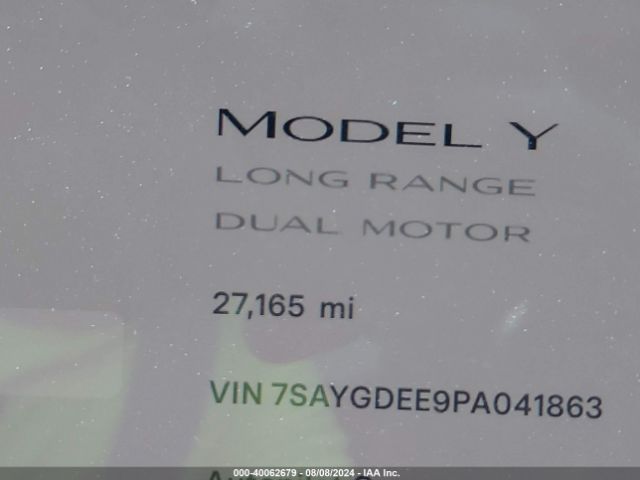 MODEL Y
LONG RANGE
DUAL MOTOR
27,165 mi
VIN 7SAYGDEE9PA041863
000-40062679 - 08/08/2024 - IAA Inc.